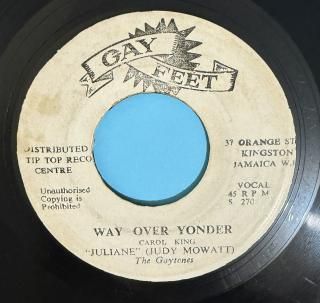 GAY
FEET
DISTRIBUTED
TIP TOP RECO
CENTRE
Unauthorised
Copying is
Prohibited
37 ORANGE ST
KINGSTON
JAMAICA W.I
VOCAL
45 R P M
S 270
WAY OVER YONDER
CAROL KING
"JULIANE" (JUDY MOWATT)
The Gaytones